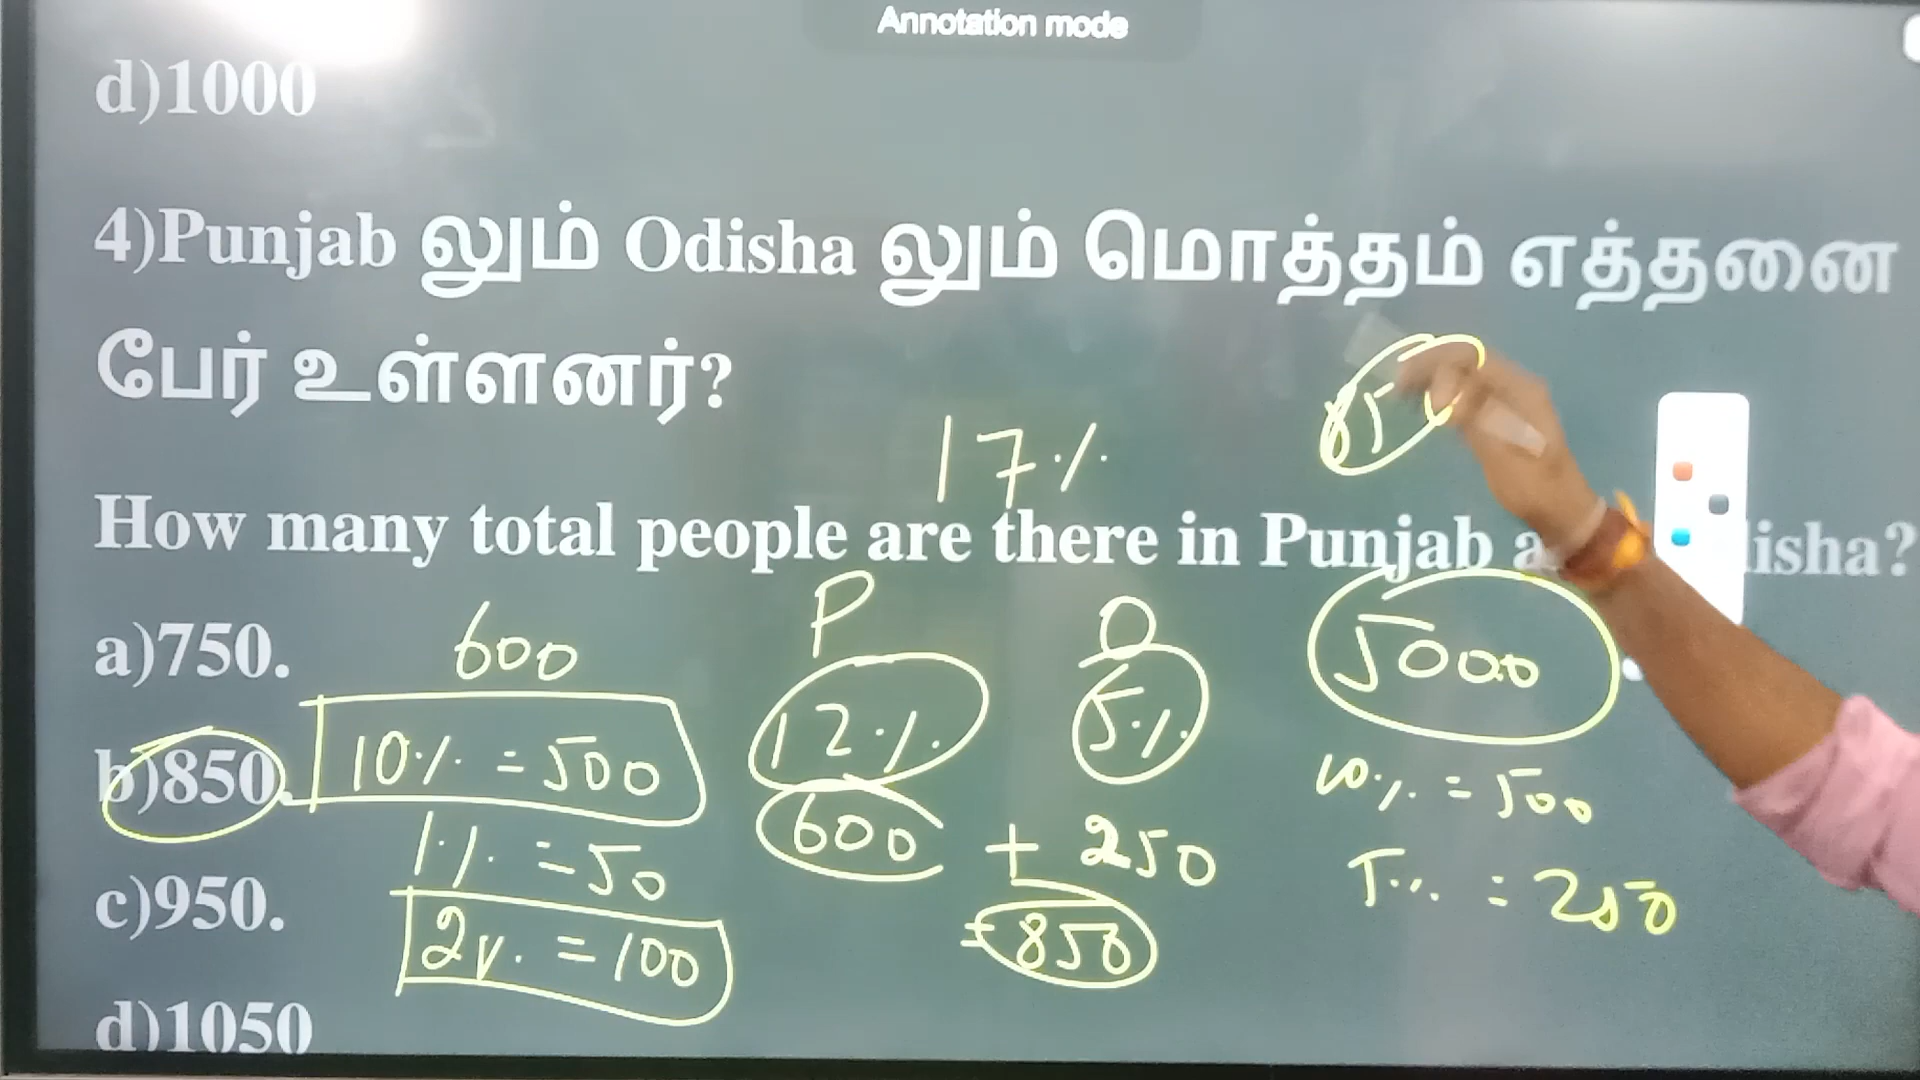 Annotation mode
d)1000
4)Punjab லும் Odisha லும் மொத்தம் எத்தனை
பேர் உள்ளனர்?
17%
How many total people are there in Punjab isha?
a)750.
600
P
O
5000
b)850.
10% = 500
12%
5%
10% = 500
1% = 50
600 + 250
= 250
c)950.
2%. = 100
= 850
d)1050